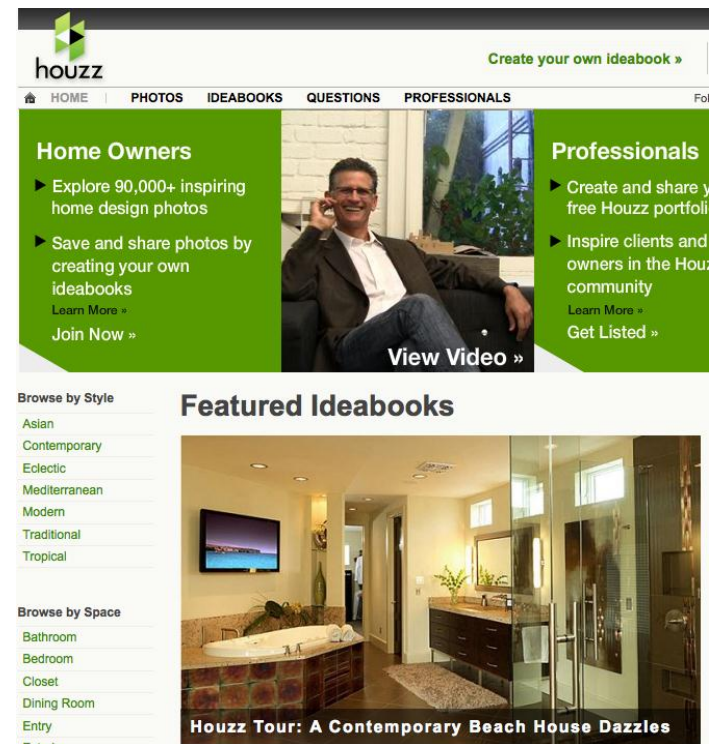 houzz
Create your own ideabook »
HOME
PHOTOS
IDEABOOKS
QUESTIONS
PROFESSIONALS
Home Owners
Explore 90,000+ inspiring
home design photos
Save and share photos by
creating your own
ideabooks
Learn More »
Join Now »
View Video »
Professionals
Create and share
free Houzz
Inspire clients and
owners in the
community
Learn More »
Get Listed »
Browse by Style
Asian
Contemporary
Eclectic
Mediterranean
Modern
Traditional
Tropical
Browse by Space
Bathroom
Bedroom
Closet
Dining Room
Entry
Featured Ideabooks
Houzz Tour: A Contemporary Beach House Dazzles